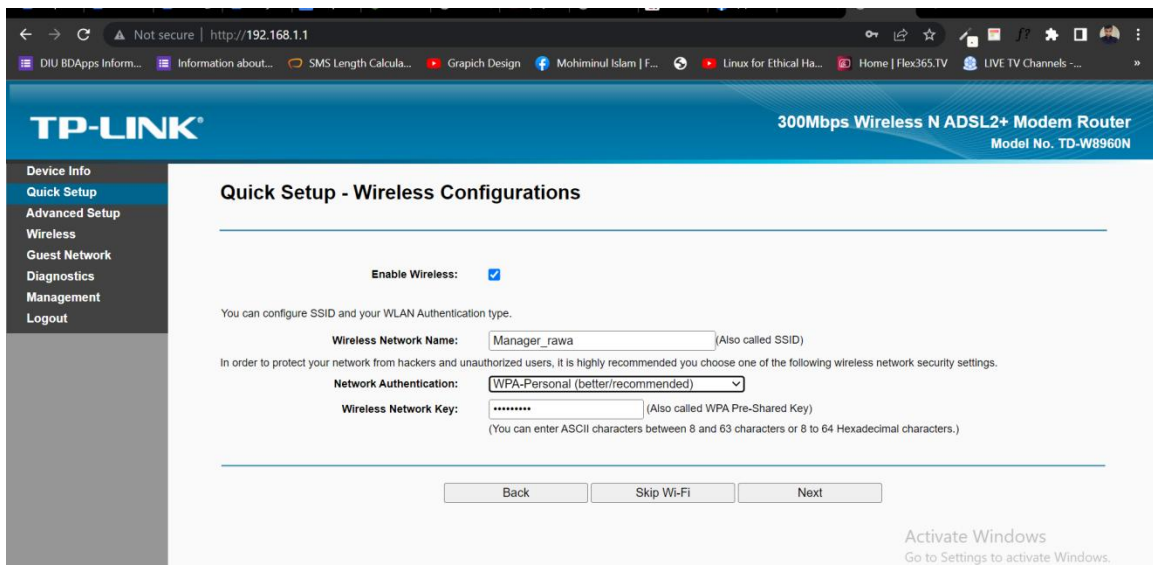 Not secure | http://192.168.1.1
DIU BDApps Inform... Information about... SMS Length Calcula... Grapich Design Mohiminul Islam | F... Linux for Ethical Ha... Home | Flex365.TV LIVE TV Channels -... »
TP-LINK®
300Mbps Wireless N ADSL2+ Modem Router
Model No. TD-W8960N
Device Info
Quick Setup
Advanced Setup
Wireless
Guest Network
Diagnostics
Management
Logout
Quick Setup - Wireless Configurations
Enable Wireless:
You can configure SSID and your WLAN Authentication type.
Wireless Network Name: Manager_rawa (Also called SSID)
In order to protect your network from hackers and unauthorized users, it is highly recommended you choose one of the following wireless network security settings.
Network Authentication: WPA-Personal (better/recommended)
Wireless Network Key: ••••••••• (Also called WPA Pre-Shared Key)
(You can enter ASCII characters between 8 and 63 characters or 8 to 64 Hexadecimal characters.)
Back Skip Wi-Fi Next
Activate Windows
Go to Settings to activate Windows.